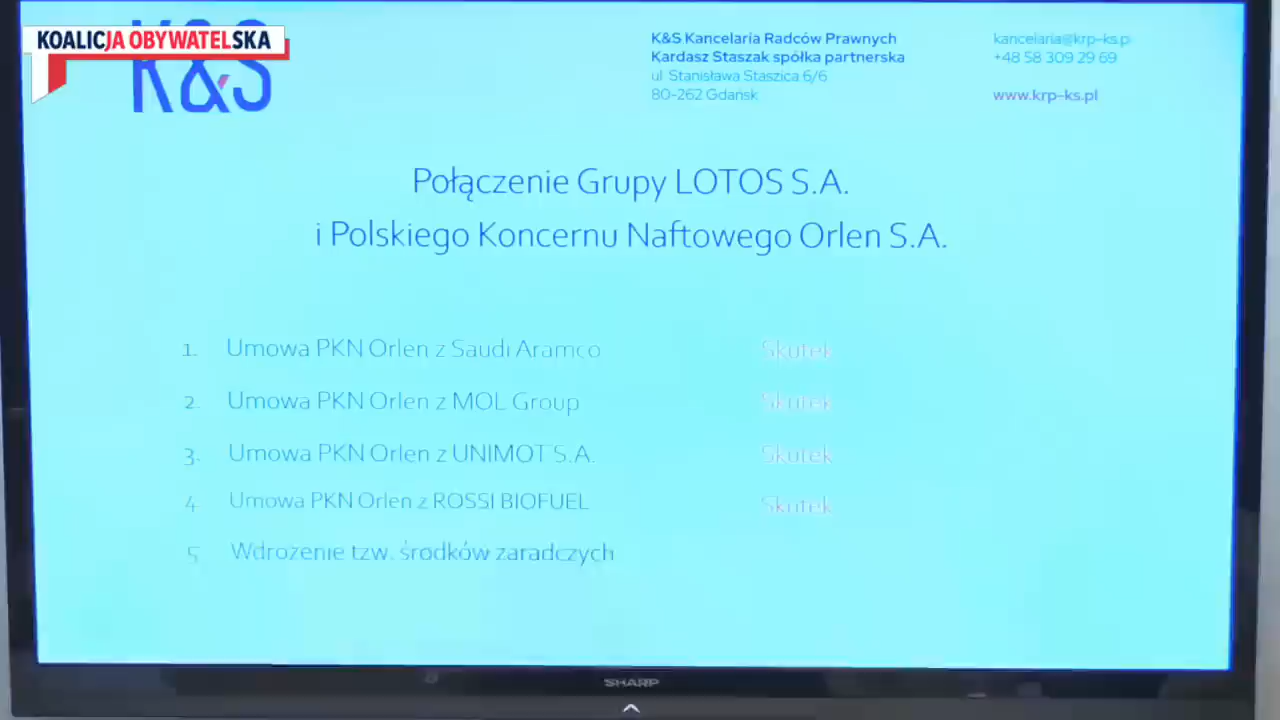 KOALICJA OBYWATELSKA
K&S
K&S Kancelaria Radców Prawnych
Kardasz Staszak spółka partnerska
ul. Stanisława Staszica 6/6
80-262 Gdańsk
kancelaria@krp-ks.pl
+48 58 309 29 69
www.krp-ks.pl
Połączenie Grupy LOTOS S.A.
i Polskiego Koncernu Naftowego Orlen S.A.
1. Umowa PKN Orlen z Saudi Aramco Skutek
2. Umowa PKN Orlen z MOL Group Skutek
3. Umowa PKN Orlen z UNIMOT S.A. Skutek
4. Umowa PKN Orlen z ROSSI BIOFUEL Skutek
5. Wdrożenie tzw. środków zaradczych
SHARP